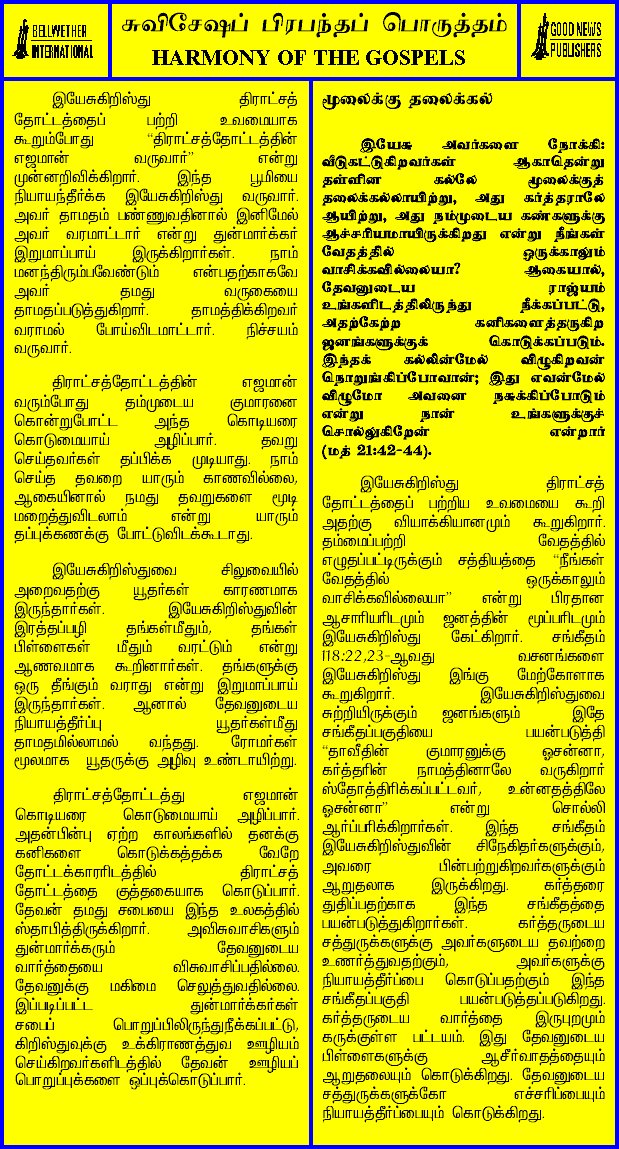 BELLWETHER
INTERNATIONAL
சுவிசேஷப் பிரபந்தப் பொருத்தம்
HARMONY OF THE GOSPELS
GOOD NEWS
PUBLISHERS
இயேசுகிறிஸ்து திராட்சத்
தோட்டத்தைப் பற்றி உவமையாக
கூறும்போது “திராட்சத்தோட்டத்தின்
எஜமான் வருவார்” என்று
முன்னறிவிக்கிறார். இந்த பூமியை
நியாயந்தீர்க்க இயேசுகிறிஸ்து வருவார்.
அவர் தாமதம் பண்ணுவதினால் இனிமேல்
அவர் வரமாட்டார் என்று துன்மார்க்கர்
இறுமாப்பாய் இருக்கிறார்கள். நாம்
மனந்திரும்பவேண்டும் என்பதற்காகவே
அவர் தமது வருகையை
தாமதப்படுத்துகிறார். தாமதத்திக்கிறவர்
வராமல் போய்விடமாட்டார். நிச்சயம்
வருவார்.
திராட்சத்தோட்டத்தின் எஜமான்
வரும்போது தம்முடைய குமாரனை
கொன்றுபோட்ட அந்த கொடியரை
கொடுமையாய் அழிப்பார். தவறு
செய்தவர்கள் தப்பிக்க முடியாது. நாம்
செய்த தவறை யாரும் காணவில்லை,
ஆகையினால் நமது தவறுகளை மூடி
மறைத்துவிடலாம் என்று யாரும்
தப்புக்கணக்கு போட்டுவிடக்கூடாது.
இயேசுகிறிஸ்துவை சிலுவையில்
அறைவதற்கு யூதர்கள் காரணமாக
இருந்தார்கள். இயேசுகிறிஸ்துவின்
இரத்தப்பழி தங்கள்மீதும், தங்கள்
பிள்ளைகள் மீதும் வரட்டும் என்று
ஆணவமாக கூறினார்கள். தங்களுக்கு
ஒரு தீங்கும் வராது என்று இறுமாப்பாய்
இருந்தார்கள். ஆனால் தேவனுடைய
நியாயத்தீர்ப்பு யூதர்கள்மீது
தாமதமில்லாமல் வந்தது. ரோமர்கள்
மூலமாக யூதருக்கு அழிவு உண்டாயிற்று.
திராட்சத்தோட்டத்து எஜமான்
கொடியரை கொடுமையாய் அழிப்பார்.
அதன்பின்பு ஏற்ற காலங்களில் தனக்கு
கனிகளை கொடுக்கத்தக்க வேறே
தோட்டக்காரரிடத்தில் திராட்சத்
தோட்டத்தை குத்தகையாக கொடுப்பார்.
தேவன் தமது சபையை இந்த உலகத்தில்
ஸ்தாபித்திருக்கிறார். அவிசுவாசிகளும்
துன்மார்க்கரும் தேவனுடைய
வார்த்தையை விசுவாசிப்பதில்லை.
தேவனுக்கு மகிமை செலுத்துவதில்லை.
இப்படிப்பட்ட துன்மார்க்கர்கள்
சபைப் பொறுப்பிலிருந்துநீக்கப்பட்டு,
கிறிஸ்துவுக்கு உக்கிராணத்துவ ஊழியம்
செய்கிறவர்களிடத்தில் தேவன் ஊழியப்
பொறுப்புக்களை ஒப்புக்கொடுப்பார்.
மூலைக்கு தலைக்கல்
இயேசு அவர்களை நோக்கி:
வீடுகட்டுகிறவர்கள் ஆகாதென்று
தள்ளின கல்லே மூலைக்குத்
தலைக்கல்லாயிற்று, அது கர்த்தராலே
ஆயிற்று, அது நம்முடைய கண்களுக்கு
ஆச்சரியமாயிருக்கிறது என்று நீங்கள்
வேதத்தில் ஒருக்காலும்
வாசிக்கவில்லையா? ஆகையால்,
தேவனுடைய ராஜ்யம்
உங்களிடத்திலிருந்து நீக்கப்பட்டு,
அதற்கேற்ற கனிகளைத்தருகிற
ஜனங்களுக்குக் கொடுக்கப்படும்.
இந்தக் கல்லின்மேல் விழுகிறவன்
நொறுங்கிப்போவான்; இது எவன்மேல்
விழுமோ அவனை நசுக்கிப்போடும்
என்று நான் உங்களுக்குச்
சொல்லுகிறேன் என்றார்
(மத் 21:42-44).
இயேசுகிறிஸ்து திராட்சத்
தோட்டத்தைப் பற்றிய உவமையை கூறி
அதற்கு வியாக்கியானமும் கூறுகிறார்.
தம்மைப்பற்றி வேதத்தில்
எழுதப்பட்டிருக்கும் சத்தியத்தை “நீங்கள்
வேதத்தில் ஒருக்காலும்
வாசிக்கவில்லையா” என்று பிரதான
ஆசாரியரிடமும் ஜனத்தின் மூப்பரிடமும்
இயேசுகிறிஸ்து கேட்கிறார். சங்கீதம்
118:22,23-ஆவது வசனங்களை
இயேசுகிறிஸ்து இங்கு மேற்கோளாக
கூறுகிறார். இயேசுகிறிஸ்துவை
சுற்றியிருக்கும் ஜனங்களும் இதே
சங்கீதப்பகுதியை பயன்படுத்தி
“தாவீதின் குமாரனுக்கு ஓசன்னா,
கர்த்தரின் நாமத்தினாலே வருகிறார்
ஸ்தோத்திரிக்கப்பட்டவர், உன்னதத்திலே
ஓசன்னா” என்று சொல்லி
ஆர்ப்பரிக்கிறார்கள். இந்த சங்கீதம்
இயேசுகிறிஸ்துவின் சிநேகிதர்களுக்கும்,
அவரை பின்பற்றுகிறவர்களுக்கும்
ஆறுதலாக இருக்கிறது. கர்த்தரை
துதிப்பதற்காக இந்த சங்கீதத்தை
பயன்படுத்துகிறார்கள். கர்த்தருடைய
சத்துருக்களுக்கு அவர்களுடைய தவற்றை
உணர்த்துவதற்கும், அவர்களுக்கு
நியாயத்தீர்ப்பை கொடுப்பதற்கும் இந்த
சங்கீதப்பகுதி பயன்படுத்தப்படுகிறது.
கர்த்தருடைய வார்த்தை இருபுறமும்
கருக்குள்ள பட்டயம். இது தேவனுடைய
பிள்ளைகளுக்கு ஆசீர்வாதத்தையும்
ஆறுதலையும் கொடுக்கிறது. தேவனுடைய
சத்துருக்களுக்கோ எச்சரிப்பையும்
நியாயத்தீர்ப்பையும் கொடுக்கிறது.